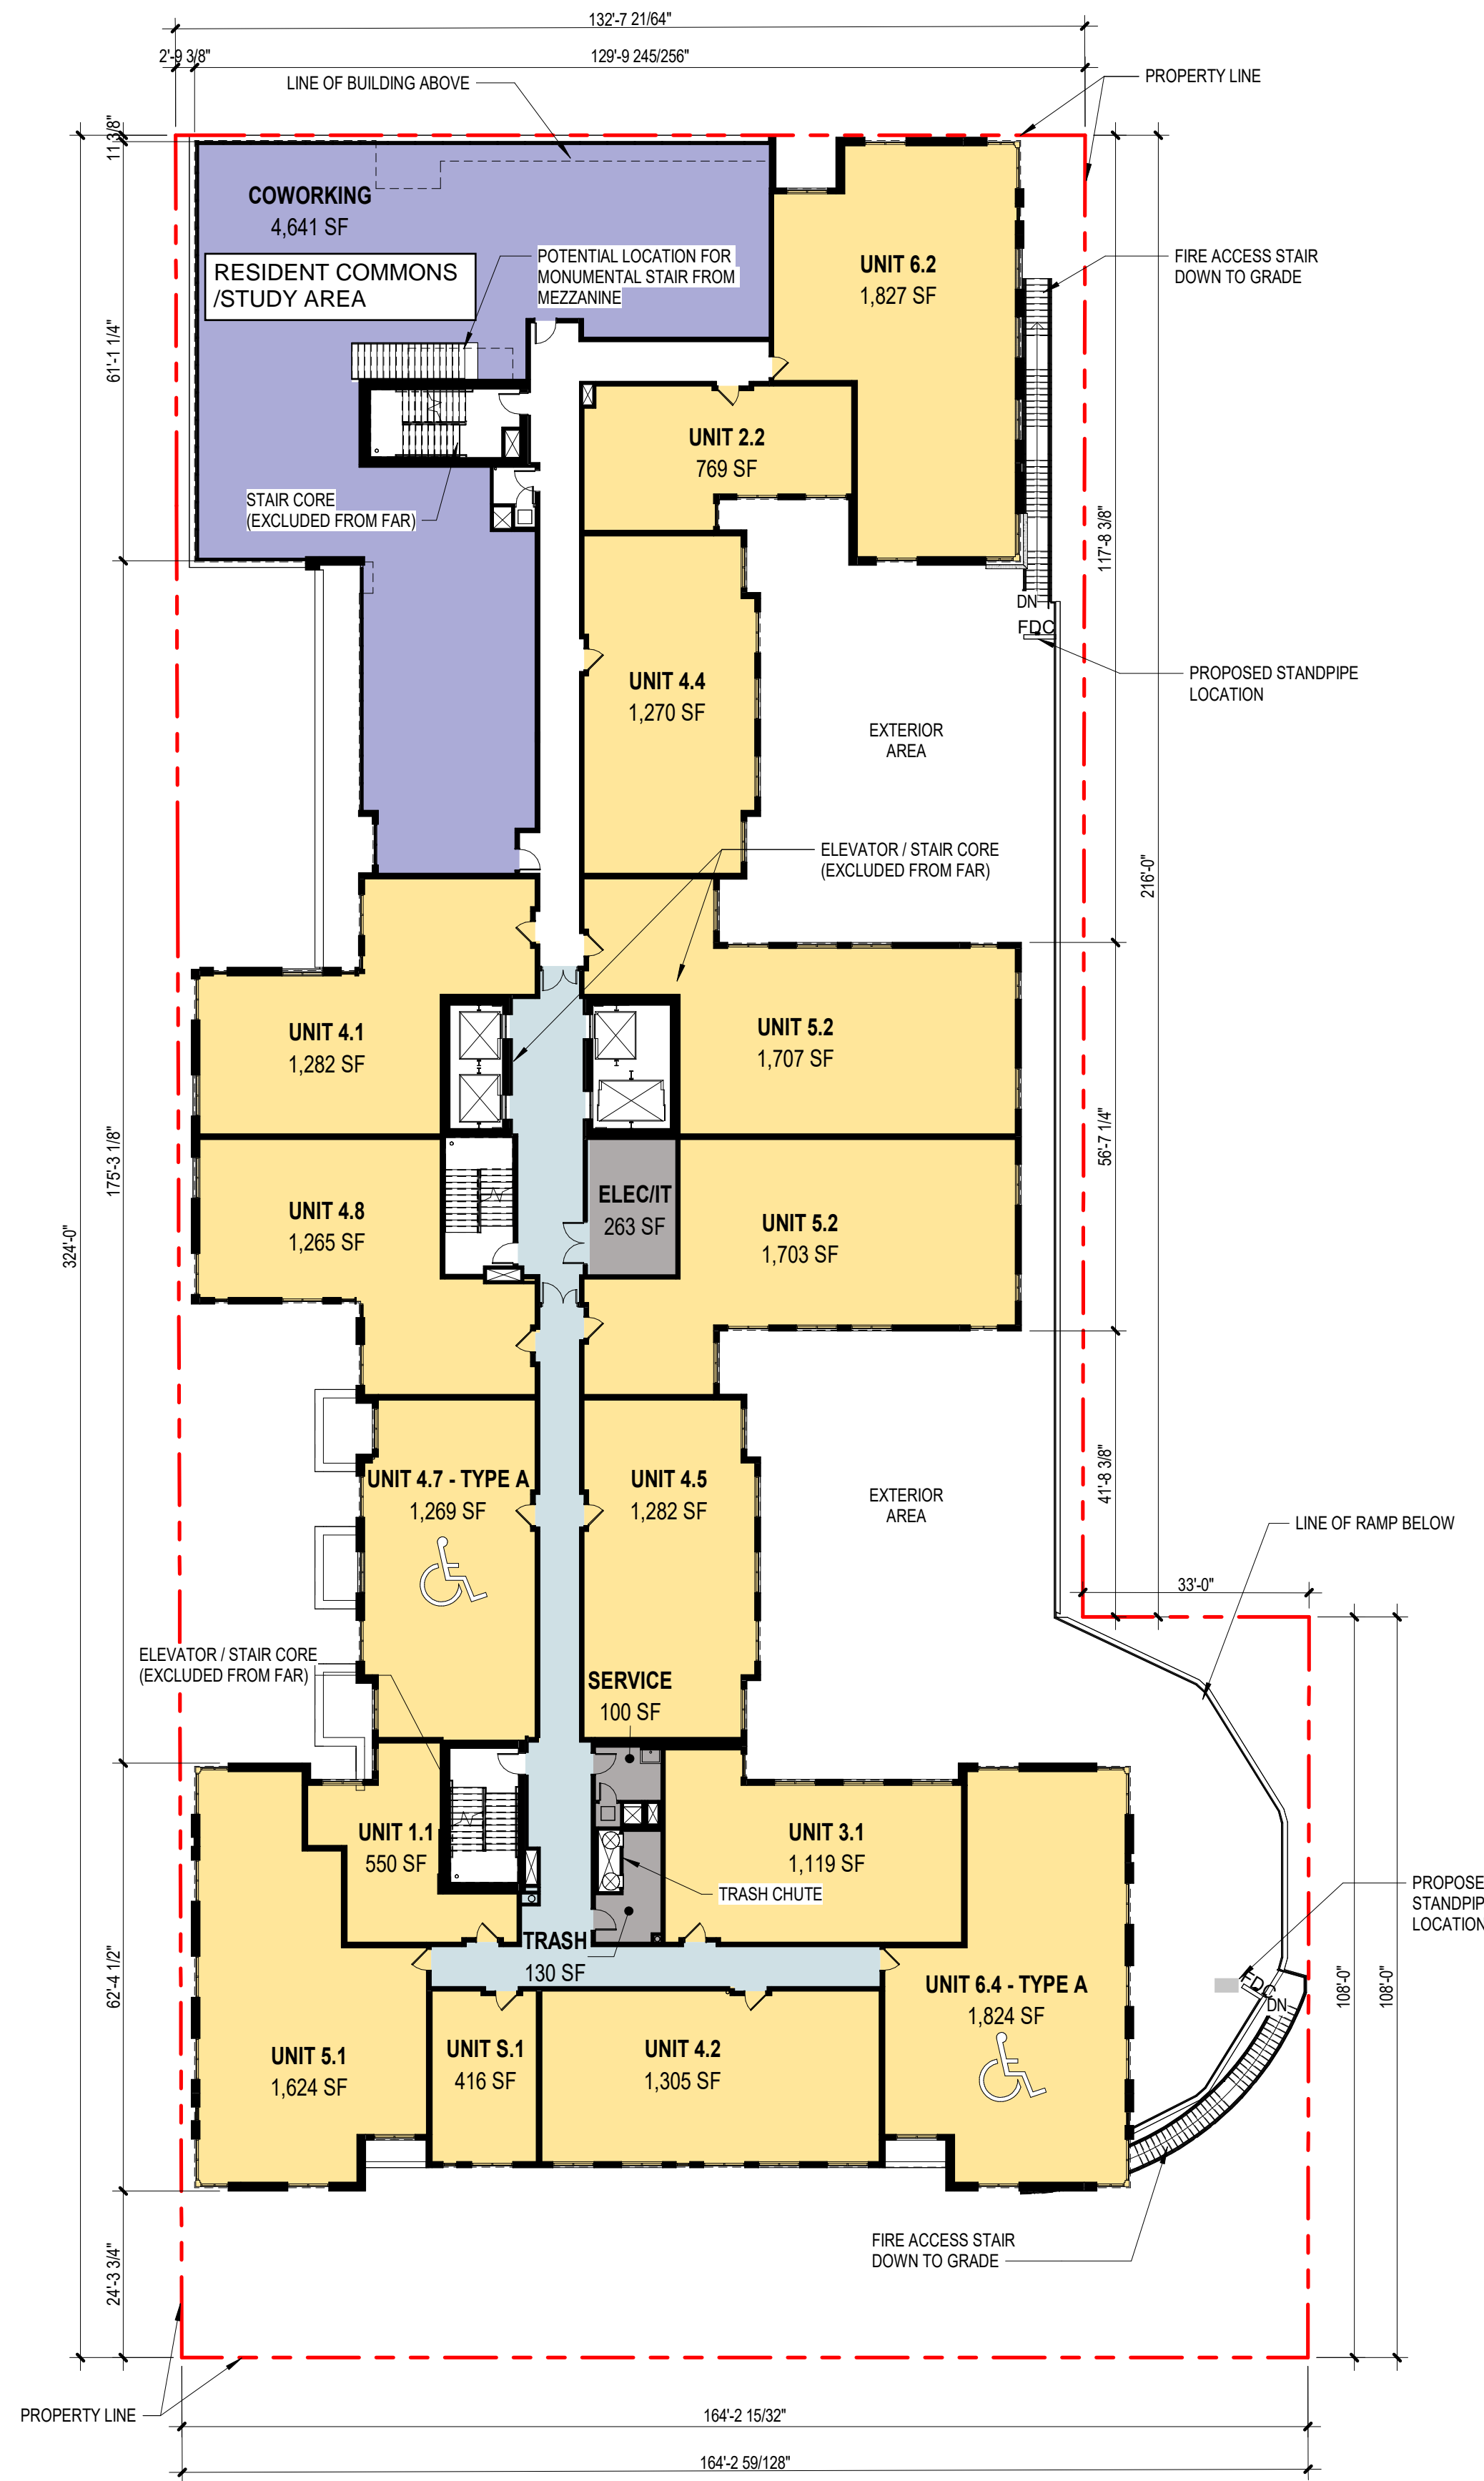 132'-7 21/64"
2'-9 3/8"
129'-9 245/256"
LINE OF BUILDING ABOVE
PROPERTY LINE
11 3/8"
COWORKING
4,641 SF
RESIDENT COMMONS
/STUDY AREA
POTENTIAL LOCATION FOR
MONUMENTAL STAIR FROM
MEZZANINE
UNIT 6.2
1,827 SF
FIRE ACCESS STAIR
DOWN TO GRADE
61'-1 1/4"
UNIT 2.2
769 SF
STAIR CORE
(EXCLUDED FROM FAR)
117'-8 3/8"
DN
FDC
UNIT 4.4
1,270 SF
PROPOSED STANDPIPE
LOCATION
EXTERIOR
AREA
ELEVATOR / STAIR CORE
(EXCLUDED FROM FAR)
216'-0"
UNIT 4.1
1,282 SF
UNIT 5.2
1,707 SF
175'-3 1/8"
56'-7 1/4"
324'-0"
UNIT 4.8
1,265 SF
ELEC/IT
263 SF
UNIT 5.2
1,703 SF
UNIT 4.7 - TYPE A
1,269 SF
UNIT 4.5
1,282 SF
EXTERIOR
AREA
41'-8 3/8"
LINE OF RAMP BELOW
33'-0"
ELEVATOR / STAIR CORE
(EXCLUDED FROM FAR)
SERVICE
100 SF
UNIT 1.1
550 SF
UNIT 3.1
1,119 SF
TRASH CHUTE
PROPOSE
STANDPIP
LOCATION
TRASH
130 SF
62'-4 1/2"
UNIT 6.4 - TYPE A
1,824 SF
FDC
DN
108'-0"
108'-0"
UNIT 5.1
1,624 SF
UNIT S.1
416 SF
UNIT 4.2
1,305 SF
FIRE ACCESS STAIR
DOWN TO GRADE
24'-3 3/4"
PROPERTY LINE
164'-2 15/32"
164'-2 59/128"